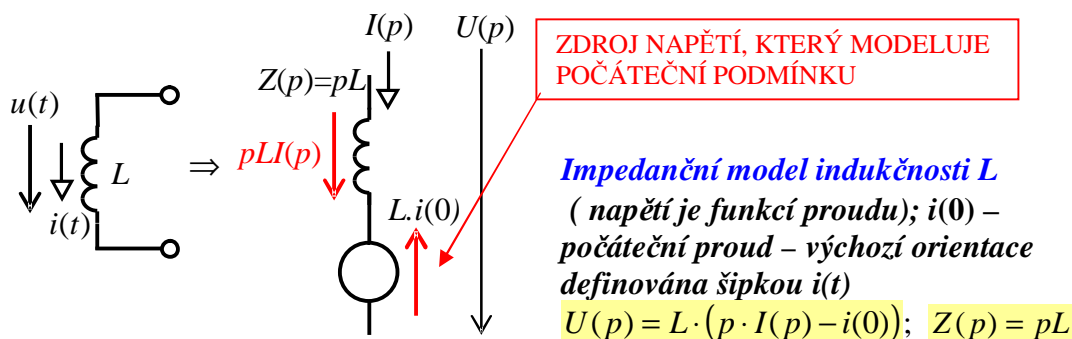 I(p)
U(p)
ZDROJ NAPĚTÍ, KTERÝ MODELUJE
POČÁTEČNÍ PODMÍNKU
Z(p)=pL
u(t)
pLI(p)
⇒
L
i(t)
L.i(0)
Impedanční model indukčnosti L
( napětí je funkcí proudu); i(0) –
počáteční proud – výchozí orientace
definována šipkou i(t)
U(p) = L·(p·I(p) − i(0)); Z(p) = pL